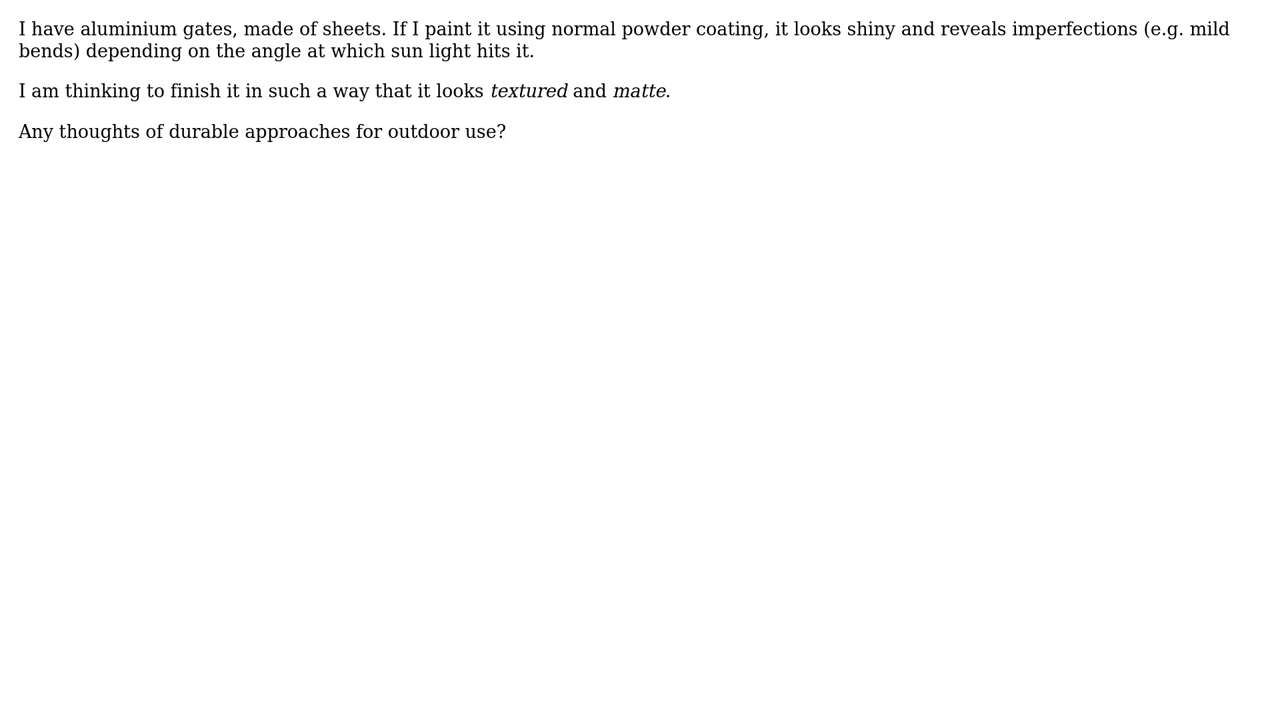 I have aluminium gates, made of sheets. If I paint it using normal powder coating, it looks shiny and reveals imperfections (e.g. mild
bends) depending on the angle at which sun light hits it.
I am thinking to finish it in such a way that it looks textured and matte.
Any thoughts of durable approaches for outdoor use?